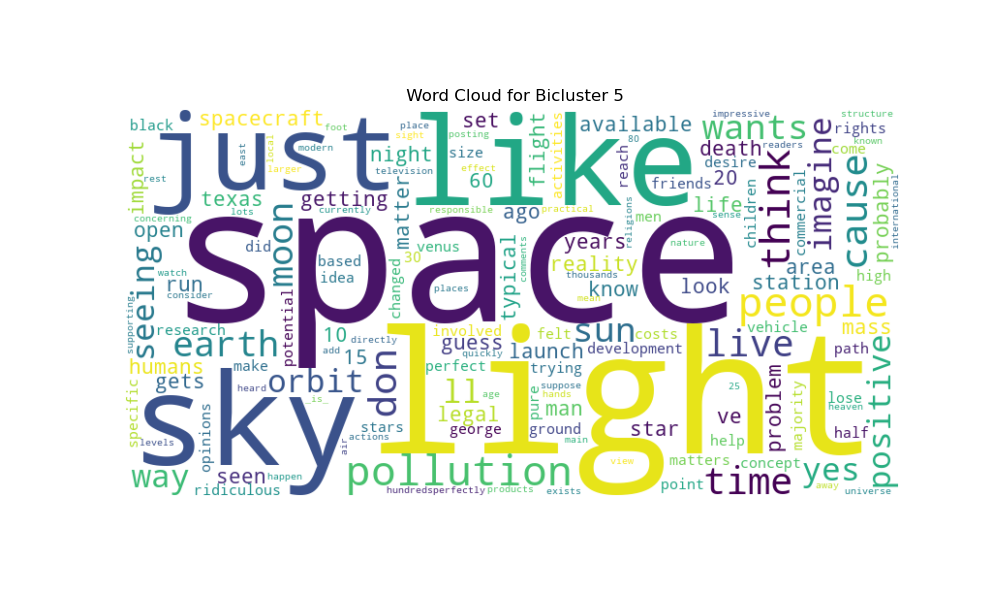 Word Cloud for Bicluster 5
just
like
space
sky
light
spacecraft
black
impact
texas
getting
night
set
size
60
flight
activities
available
wants
death
desire
20
friends
reach
impressive
structure
rights
known
readers
80
come
think
imagine
cause
probably
international
children
commercial
life
sense
men
religions
nature
place
sight
posting
television
effect
foot
modern
east
local
larger
rest
concerning
lots
currently
responsible
practical
ago
open
did
moon
matter
venus
years
reality
thousands
typical
comments
know
look
area
station
high
seeing
run
watch
consider
based
idea
30
changed
places
mean
people
mass
vehicle
path
supporting
research
earth
make
potential
10
add
directly
15
involved
guess
quickly
perfect
felt
sun
costs
launch
development
trying
live
positive
humans
gets
orbit
heard
_is_
don
ll
age
legal
george
pure
suppose
hands
man
ground
main
star
stars
ve
25
help
problem
majority
lose
heaven
half
specific
levels
opinions
air
actions
way
seen
happen
ridiculous
pollution
hundredsperfectly
products
exists
view
matters
point
concept
time
yes
away
universe